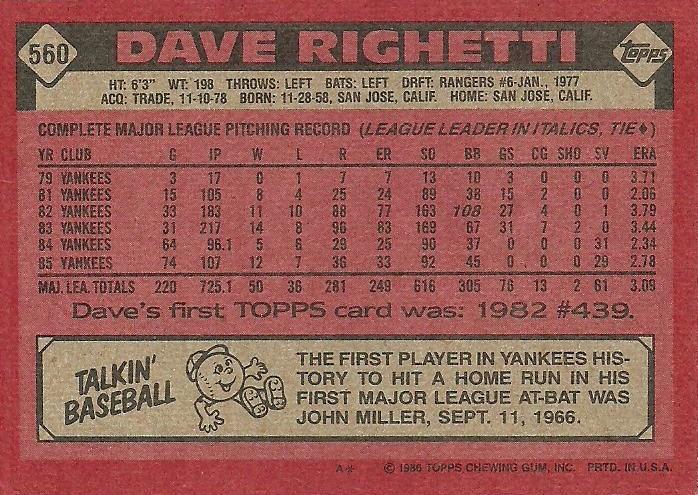 560 DAVE RIGHETTI topps
HT: 6'3" WT: 198 THROWS: LEFT BATS: LEFT DRFT: RANGERS #6-JAN., 1977
ACQ: TRADE, 11-10-78 BORN: 11-28-58, SAN JOSE, CALIF. HOME: SAN JOSE, CALIF.
COMPLETE MAJOR LEAGUE PITCHING RECORD (LEAGUE LEADER IN ITALICS, TIE♦)
YR CLUB G IP W L R ER SO BB GS CG SHO SV ERA
79 YANKEES 3 17 0 1 7 7 13 10 3 0 0 0 3.71
81 YANKEES 15 105 8 4 25 24 89 38 15 2 0 0 2.06
82 YANKEES 33 183 11 10 88 77 163 108 27 4 0 1 3.79
83 YANKEES 31 217 14 8 96 83 169 67 31 7 2 0 3.44
84 YANKEES 64 96.1 5 6 29 25 90 37 0 0 0 31 2.34
85 YANKEES 74 107 12 7 36 33 92 45 0 0 0 29 2.78
MAJ. LEA. TOTALS 220 725.1 50 36 281 249 616 305 76 13 2 61 3.09
Dave's first TOPPS card was: 1982 #439.
TALKIN'
BASEBALL
THE FIRST PLAYER IN YANKEES HIS-
TORY TO HIT A HOME RUN IN HIS
FIRST MAJOR LEAGUE AT-BAT WAS
JOHN MILLER, SEPT. 11, 1966.
A* © 1986 TOPPS CHEWING GUM, INC. PRTD. IN U.S.A.